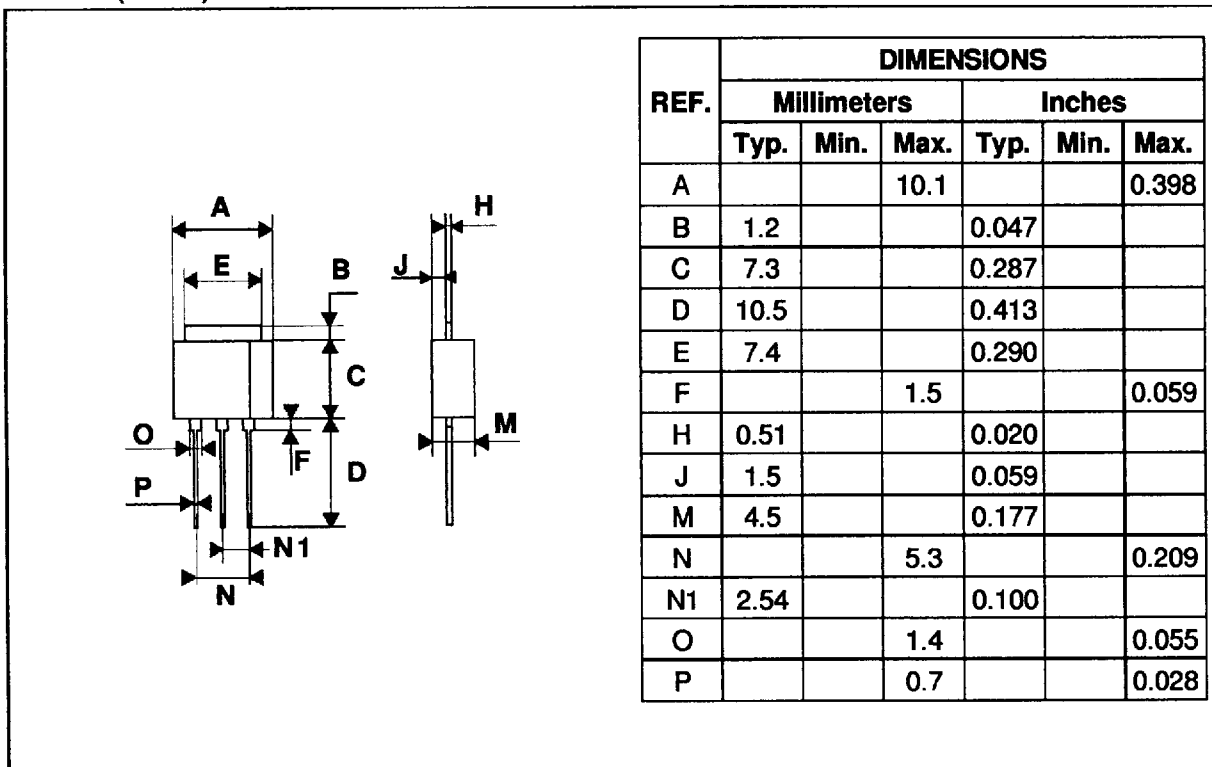 A
H
E
B
J
C
M
O
F
D
P
N1
N
DIMENSIONS
REF. Millimeters Inches
Typ. Min. Max. Typ. Min. Max.
A 10.1 0.398
B 1.2 0.047
C 7.3 0.287
D 10.5 0.413
E 7.4 0.290
F 1.5 0.059
H 0.51 0.020
J 1.5 0.059
M 4.5 0.177
N 5.3 0.209
N1 2.54 0.100
O 1.4 0.055
P 0.7 0.028